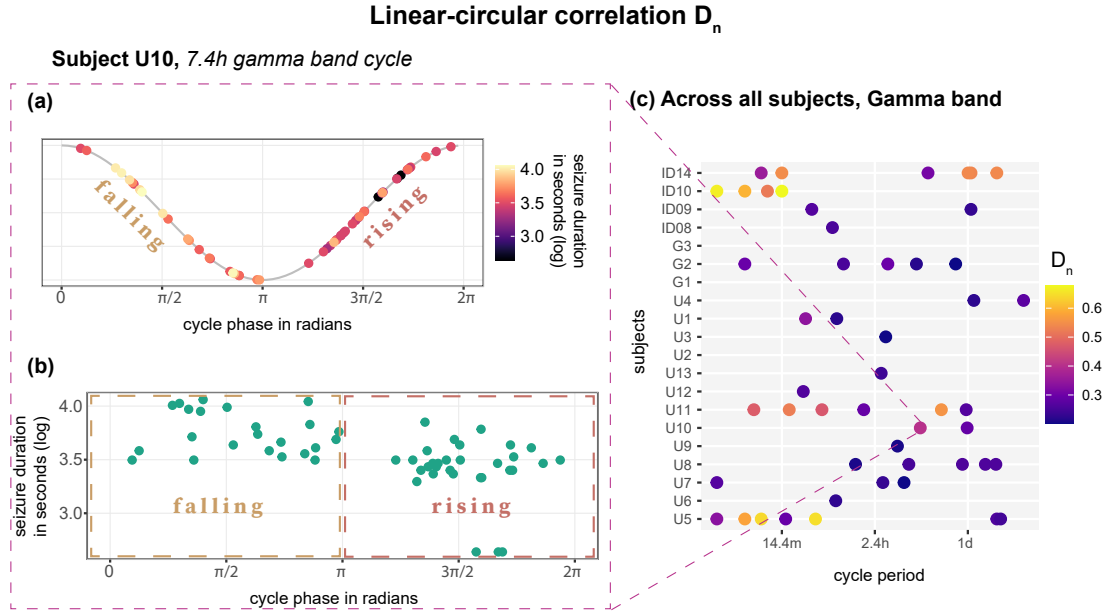 Linear-circular correlation Dₙ
Subject U10, 7.4h gamma band cycle
(a)
falling
rising
0
π/2
π
3π/2
2π
cycle phase in radians
seizure duration
in seconds (log)
4.0
3.5
3.0
(b)
seizure duration
in seconds (log)
4.0
3.5
3.0
falling
rising
0
π/2
π
3π/2
2π
cycle phase in radians
(c) Across all subjects, Gamma band
subjects
ID14
ID10
ID09
ID08
G3
G2
G1
U4
U1
U3
U2
U13
U12
U11
U10
U9
U8
U7
U6
U5
14.4m
2.4h
1d
cycle period
Dₙ
0.6
0.5
0.4
0.3